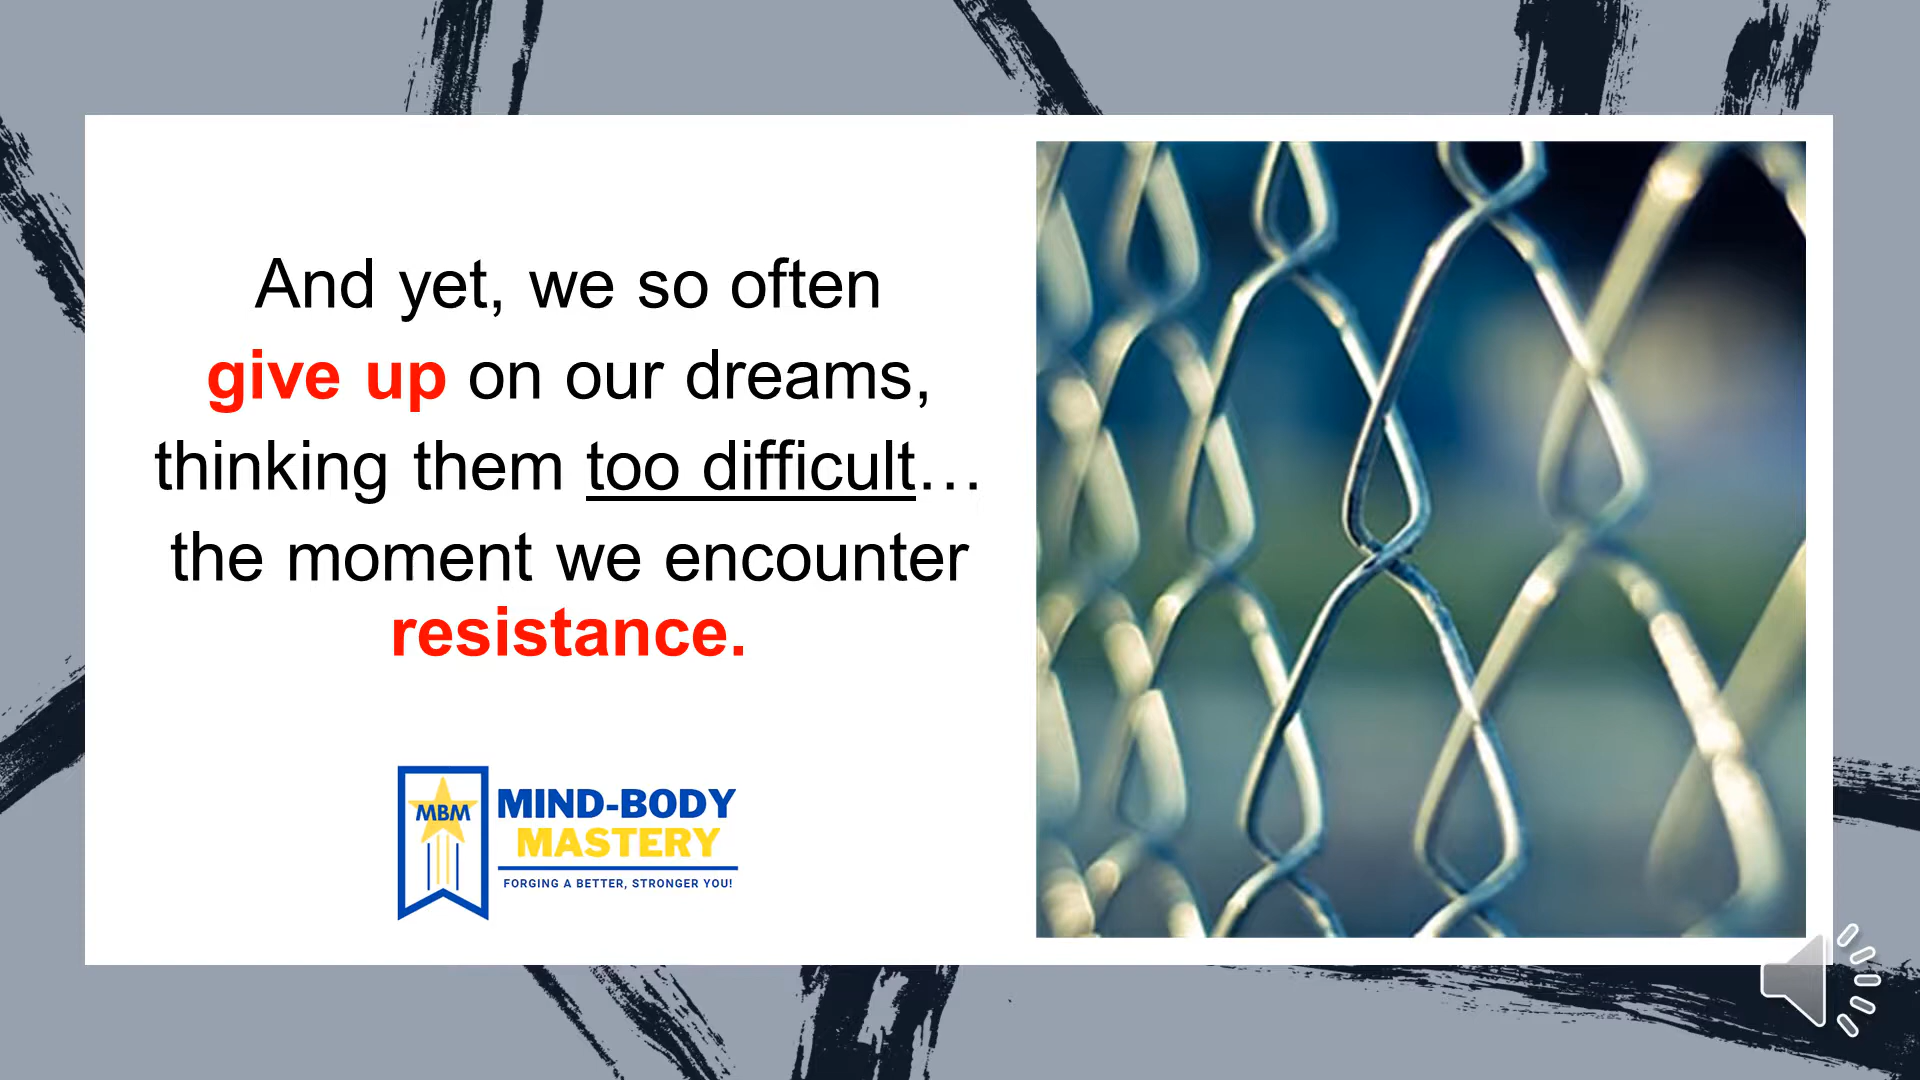 And yet, we so often
give up on our dreams,
thinking them too difficult…
the moment we encounter
resistance.
MBM
MIND-BODY
MASTERY
FORGING A BETTER, STRONGER YOU!